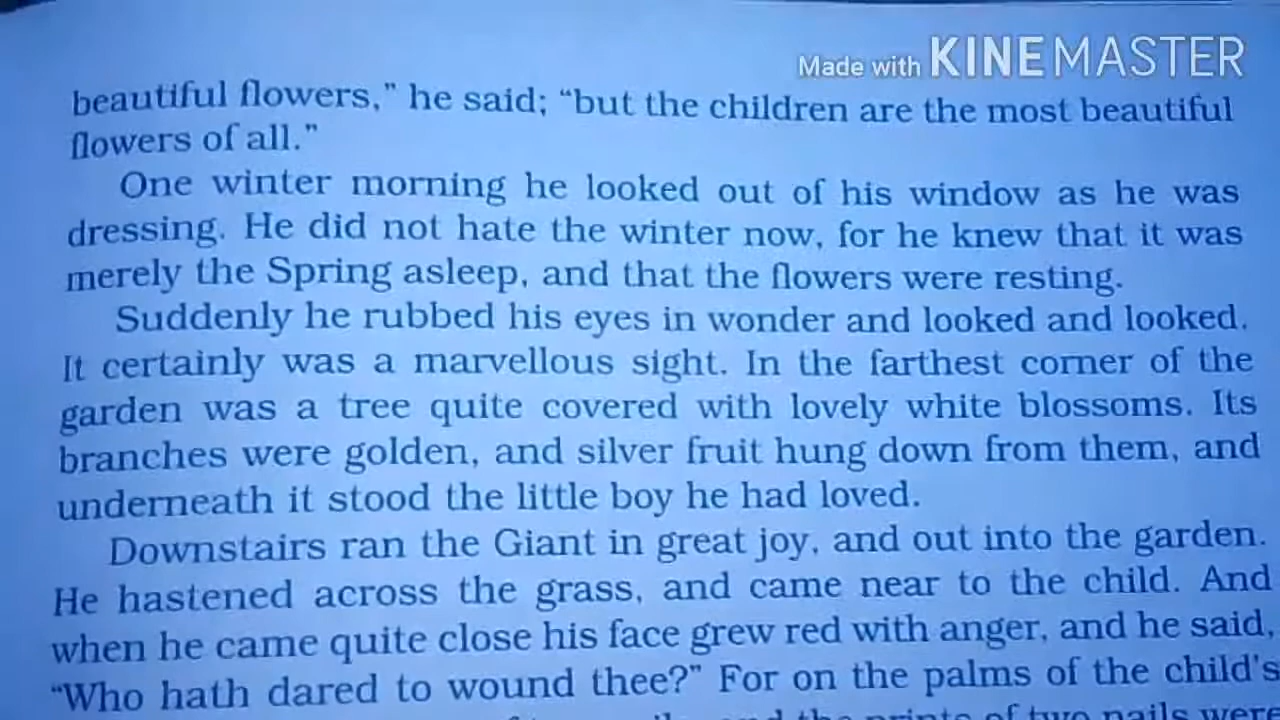 Made with KINEMASTER
beautiful flowers,” he said; “but the children are the most beautiful
flowers of all.”
One winter morning he looked out of his window as he was
dressing. He did not hate the winter now, for he knew that it was
merely the Spring asleep, and that the flowers were resting.
Suddenly he rubbed his eyes in wonder and looked and looked.
It certainly was a marvellous sight. In the farthest corner of the
garden was a tree quite covered with lovely white blossoms. Its
branches were golden, and silver fruit hung down from them, and
underneath it stood the little boy he had loved.
Downstairs ran the Giant in great joy, and out into the garden.
He hastened across the grass, and came near to the child. And
when he came quite close his face grew red with anger, and he said,
“Who hath dared to wound thee?” For on the palms of the child's
and the prints of two nails were